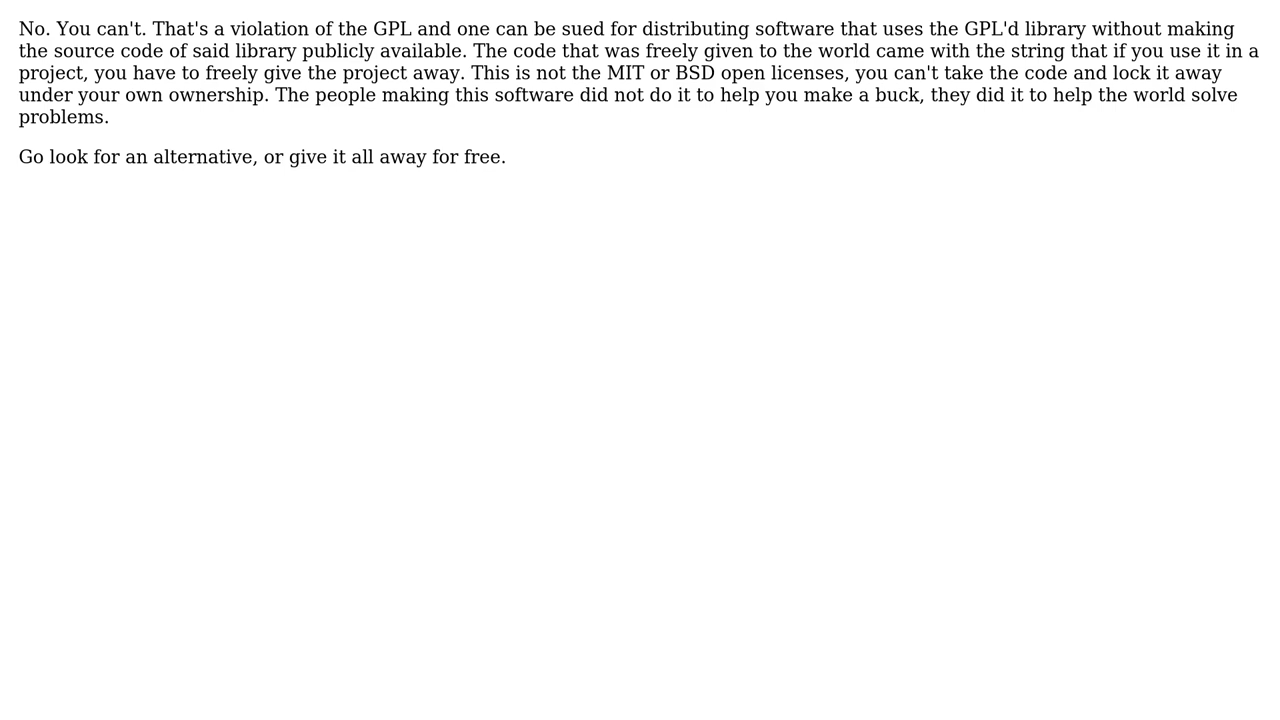 No. You can't. That's a violation of the GPL and one can be sued for distributing software that uses the GPL'd library without making
the source code of said library publicly available. The code that was freely given to the world came with the string that if you use it in a
project, you have to freely give the project away. This is not the MIT or BSD open licenses, you can't take the code and lock it away
under your own ownership. The people making this software did not do it to help you make a buck, they did it to help the world solve
problems.
Go look for an alternative, or give it all away for free.